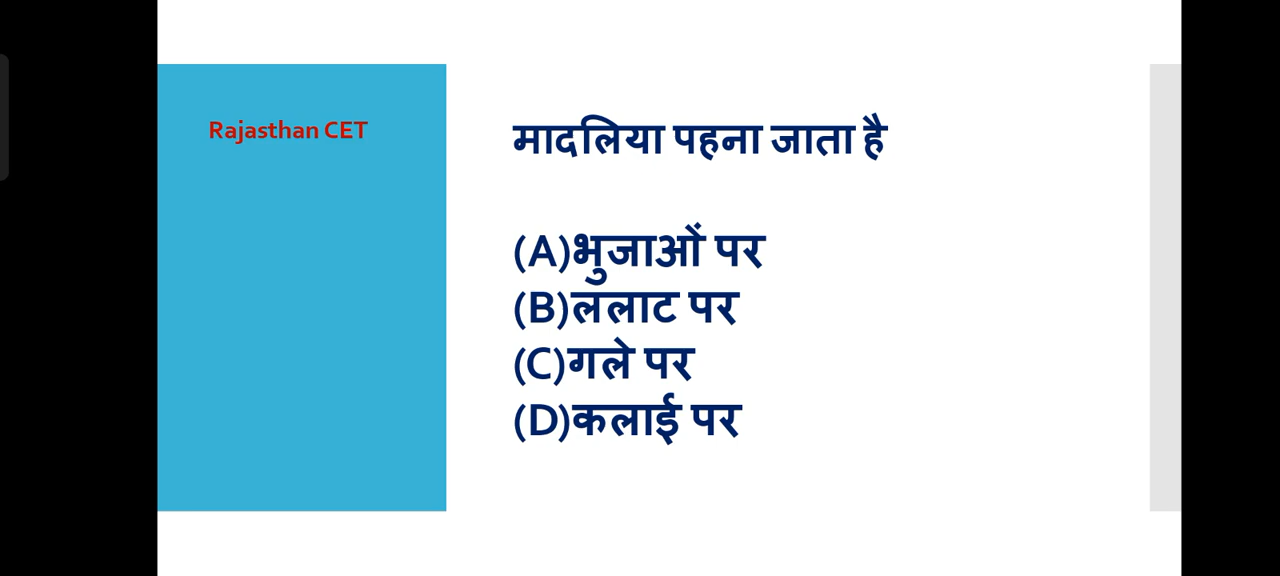 Rajasthan CET
मादलिया पहना जाता है
(A)भुजाओं पर
(B)ललाट पर
(C)गले पर
(D)कलाई पर